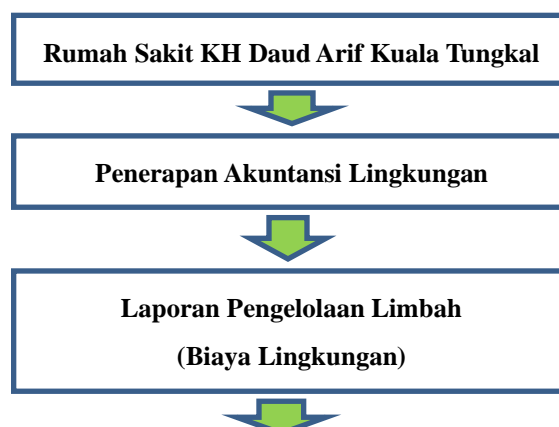 Rumah Sakit KH Daud Arif Kuala Tungkal
Penerapan Akuntansi Lingkungan
Laporan Pengelolaan Limbah
(Biaya Lingkungan)